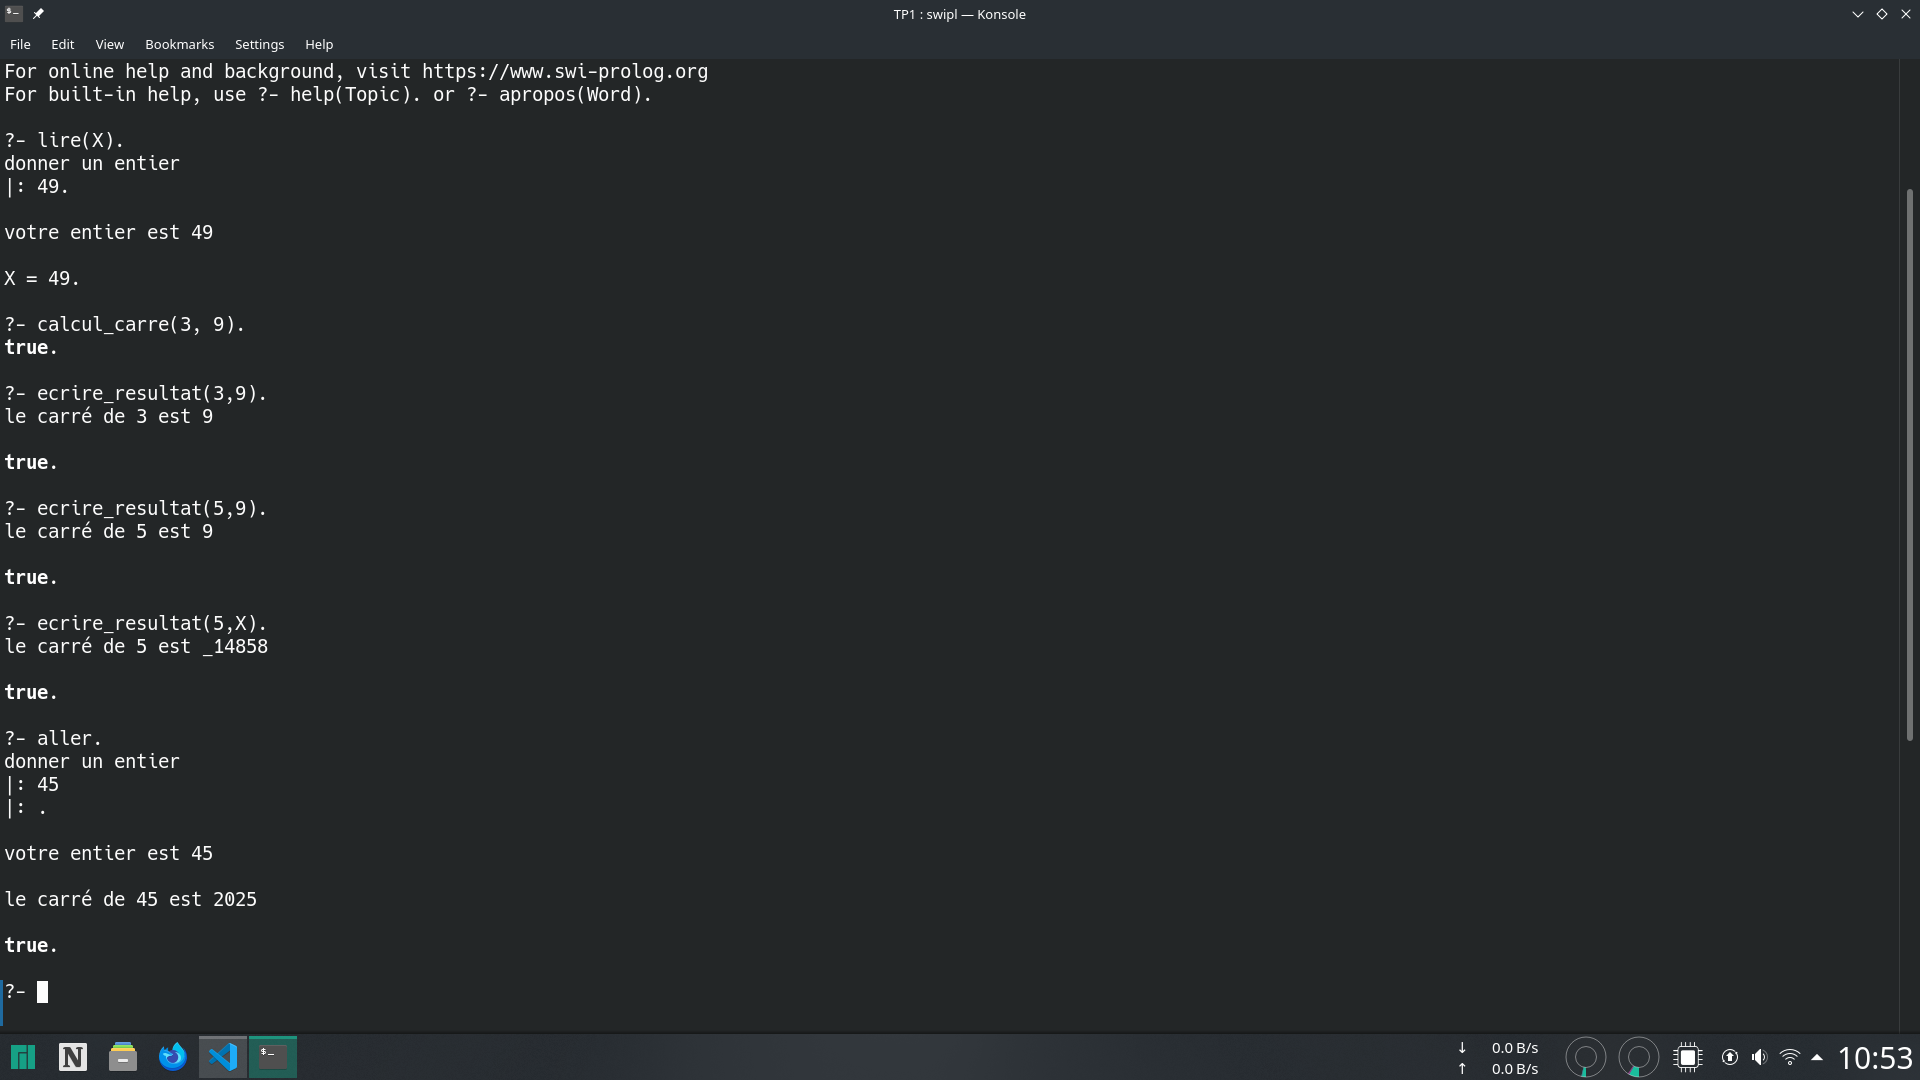 TP1 : swipl — Konsole
File Edit View Bookmarks Settings Help
For online help and background, visit https://www.swi-prolog.org
For built-in help, use ?- help(Topic). or ?- apropos(Word).
?- lire(X).
donner un entier
|: 49.
votre entier est 49
X = 49.
?- calcul_carre(3, 9).
true.
?- ecrire_resultat(3,9).
le carré de 3 est 9
true.
?- ecrire_resultat(5,9).
le carré de 5 est 9
true.
?- ecrire_resultat(5,X).
le carré de 5 est _14858
true.
?- aller.
donner un entier
|: 45
|: .
votre entier est 45
le carré de 45 est 2025
true.
?-
↓ 0.0 B/s
↑ 0.0 B/s
10:53